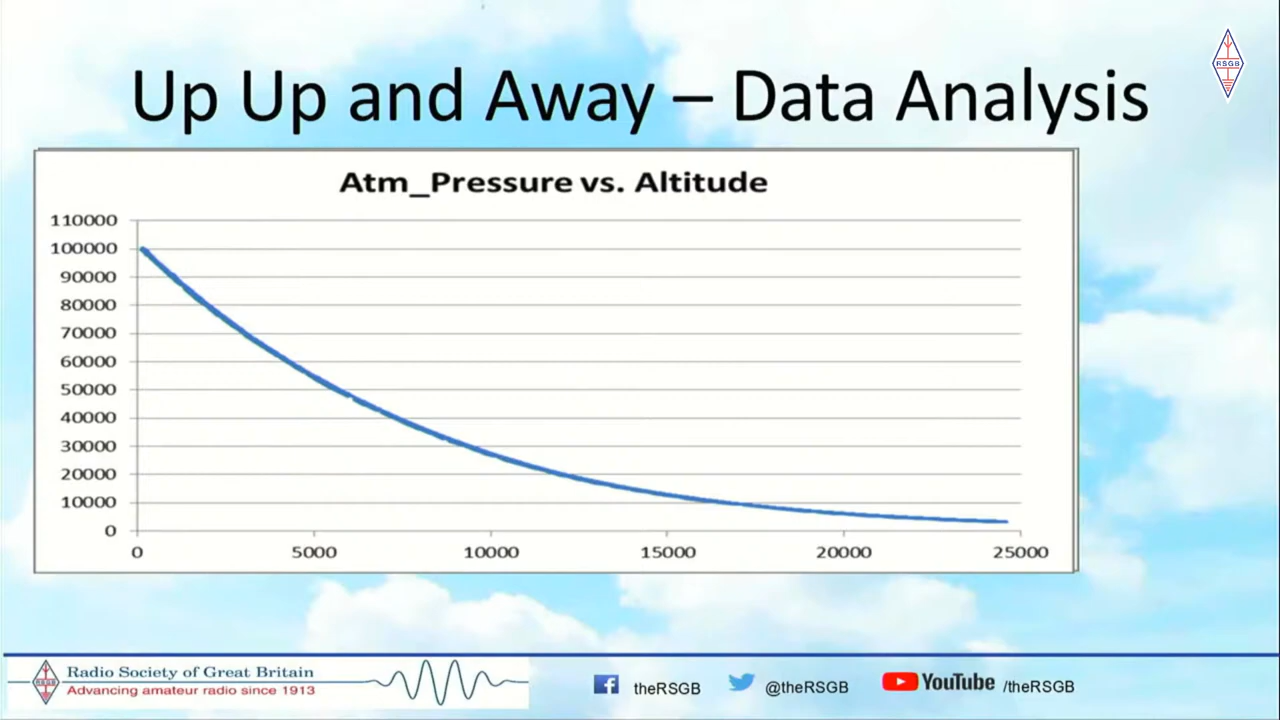 RSGB
Up Up and Away – Data Analysis
Atm_Pressure vs. Altitude
110000
100000
90000
80000
70000
60000
50000
40000
30000
20000
10000
0
0 5000 10000 15000 20000 25000
RSGB
Radio Society of Great Britain
Advancing amateur radio since 1913
theRSGB
@theRSGB
YouTube /theRSGB